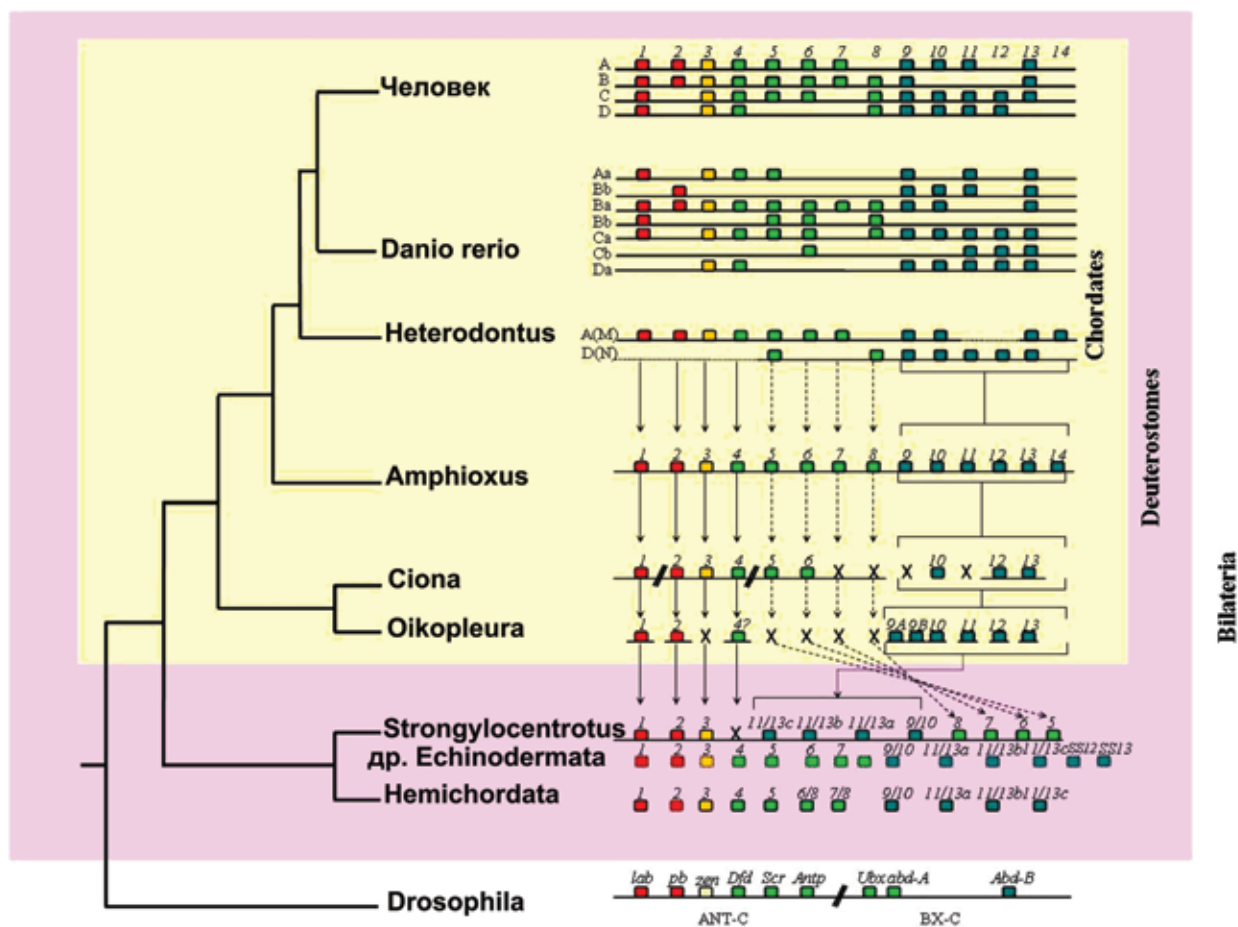 1 2 3 4 5 6 7 8 9 10 11 12 13 14
A
Человек
B
C
D
Aa
Bb
Ba
Bb
Danio rerio
Ca
Cb
Da
Chordates
Heterodontus
A(M)
D(N)
Deuterostomes
Amphioxus
1 2 3 4 5 6 7 8 9 10 11 12 13 14
Ciona
1 2 3 4 5 6 X X X 10 X 12 13
Bilateria
Oikopleura
1 2 X 4? X X X X 9A 9B 10 11 12 13
Strongylocentrotus
1 2 3 X 11/13c 11/13b 11/13a 9/10 8 7 6 5
др. Echinodermata
1 2 3 4 5 6 7 9/10 11/13a 11/13b11/13cSS12 SS13
Hemichordata
1 2 3 4 5 6/8 7/8 9/10 11/13a 11/13b11/13c
Drosophila
lab pb zen Dfd Scr Antp Ubx abd-A Abd-B
ANT-C BX-C